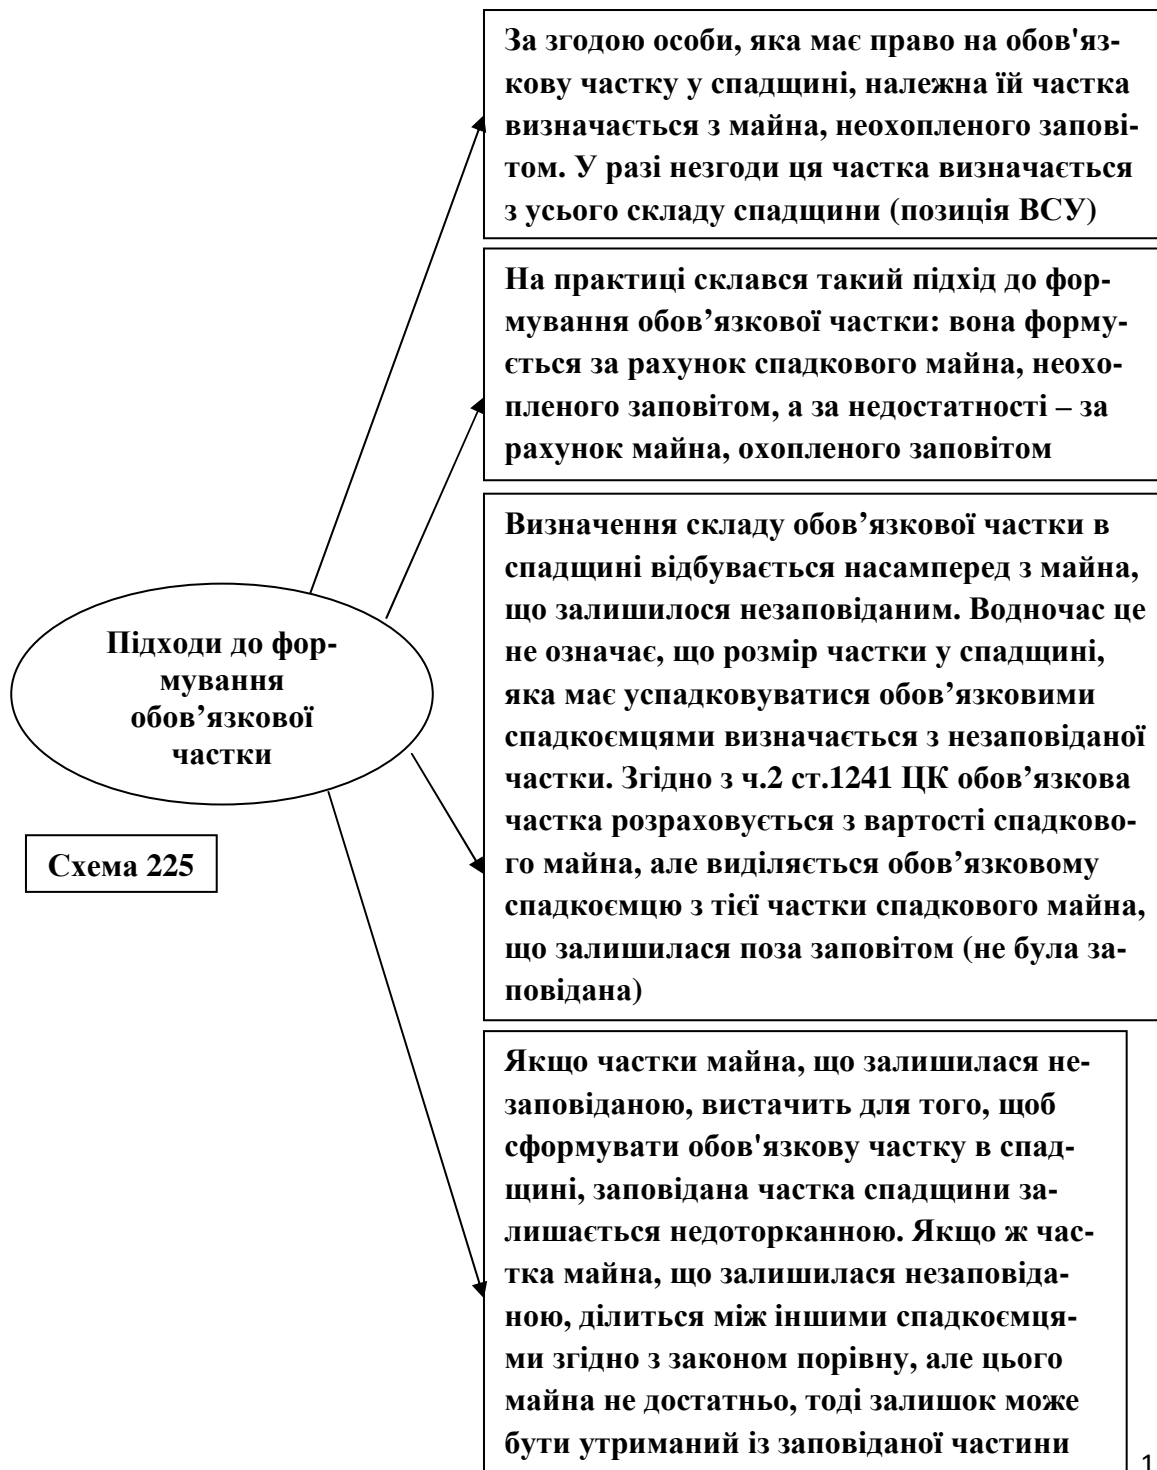 За згодою особи, яка має право на обов'яз-
кову частку у спадщині, належна їй частка
визначається з майна, неохопленого запові-
том. У разі незгоди ця частка визначається
з усього складу спадщини (позиція ВСУ)
На практиці склався такий підхід до фор-
мування обов’язкової частки: вона форму-
ється за рахунок спадкового майна, неохо-
пленого заповітом, а за недостатності – за
рахунок майна, охопленого заповітом
Визначення складу обов’язкової частки в
спадщині відбувається насамперед з майна,
що залишилося незаповіданим. Водночас це
не означає, що розмір частки у спадщині,
яка має успадковуватися обов’язковими
спадкоємцями визначається з незаповіданої
частки. Згідно з ч.2 ст.1241 ЦК обов’язкова
частка розраховується з вартості спадково-
го майна, але виділяється обов’язковому
спадкоємцю з тієї частки спадкового майна,
що залишилася поза заповітом (не була за-
повідана)
Підходи до фор-
мування
обов’язкової
частки
Схема 225
Якщо частки майна, що залишилася не-
заповіданою, вистачить для того, щоб
сформувати обов'язкову частку в спад-
щині, заповідана частка спадщини за-
лишається недоторканною. Якщо ж час-
тка майна, що залишилася незаповіда-
ною, ділиться між іншими спадкоємця-
ми згідно з законом порівну, але цього
майна не достатньо, тоді залишок може
бути утриманий із заповіданої частини
1